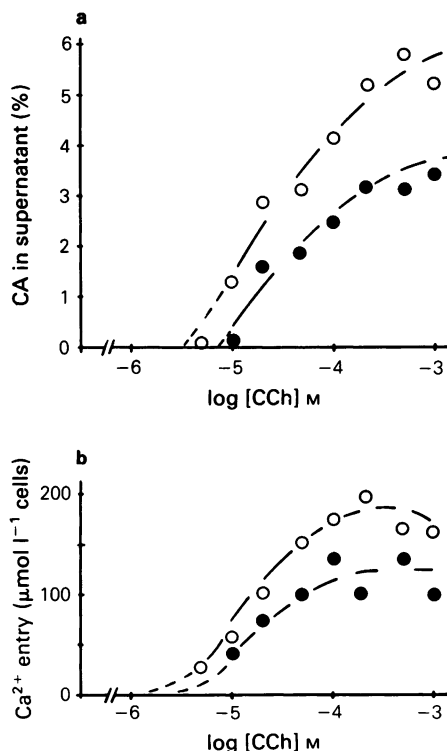 a
CA in supernatant (%)
6
5
4
3
2
1
0
−6 −5 −4 −3
log [CCh] M
b
Ca²⁺ entry (μmol l⁻¹ cells)
200
100
0
−6 −5 −4 −3
log [CCh] M